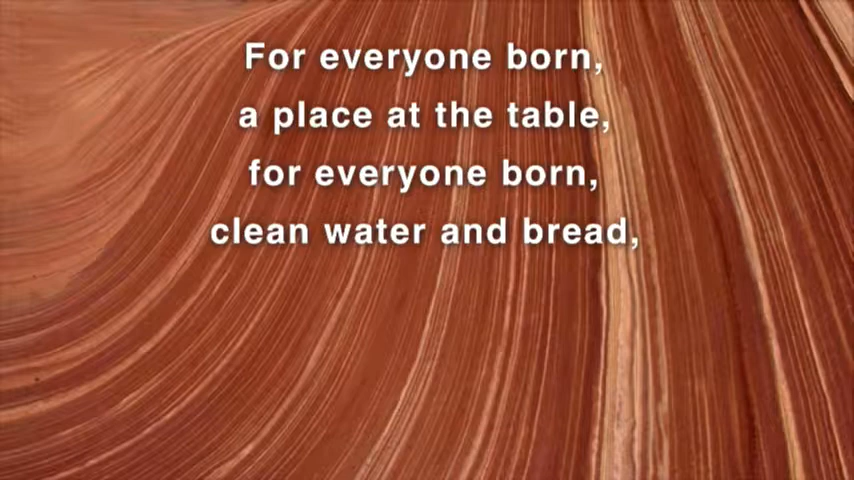 For everyone born,
a place at the table,
for everyone born,
clean water and bread,